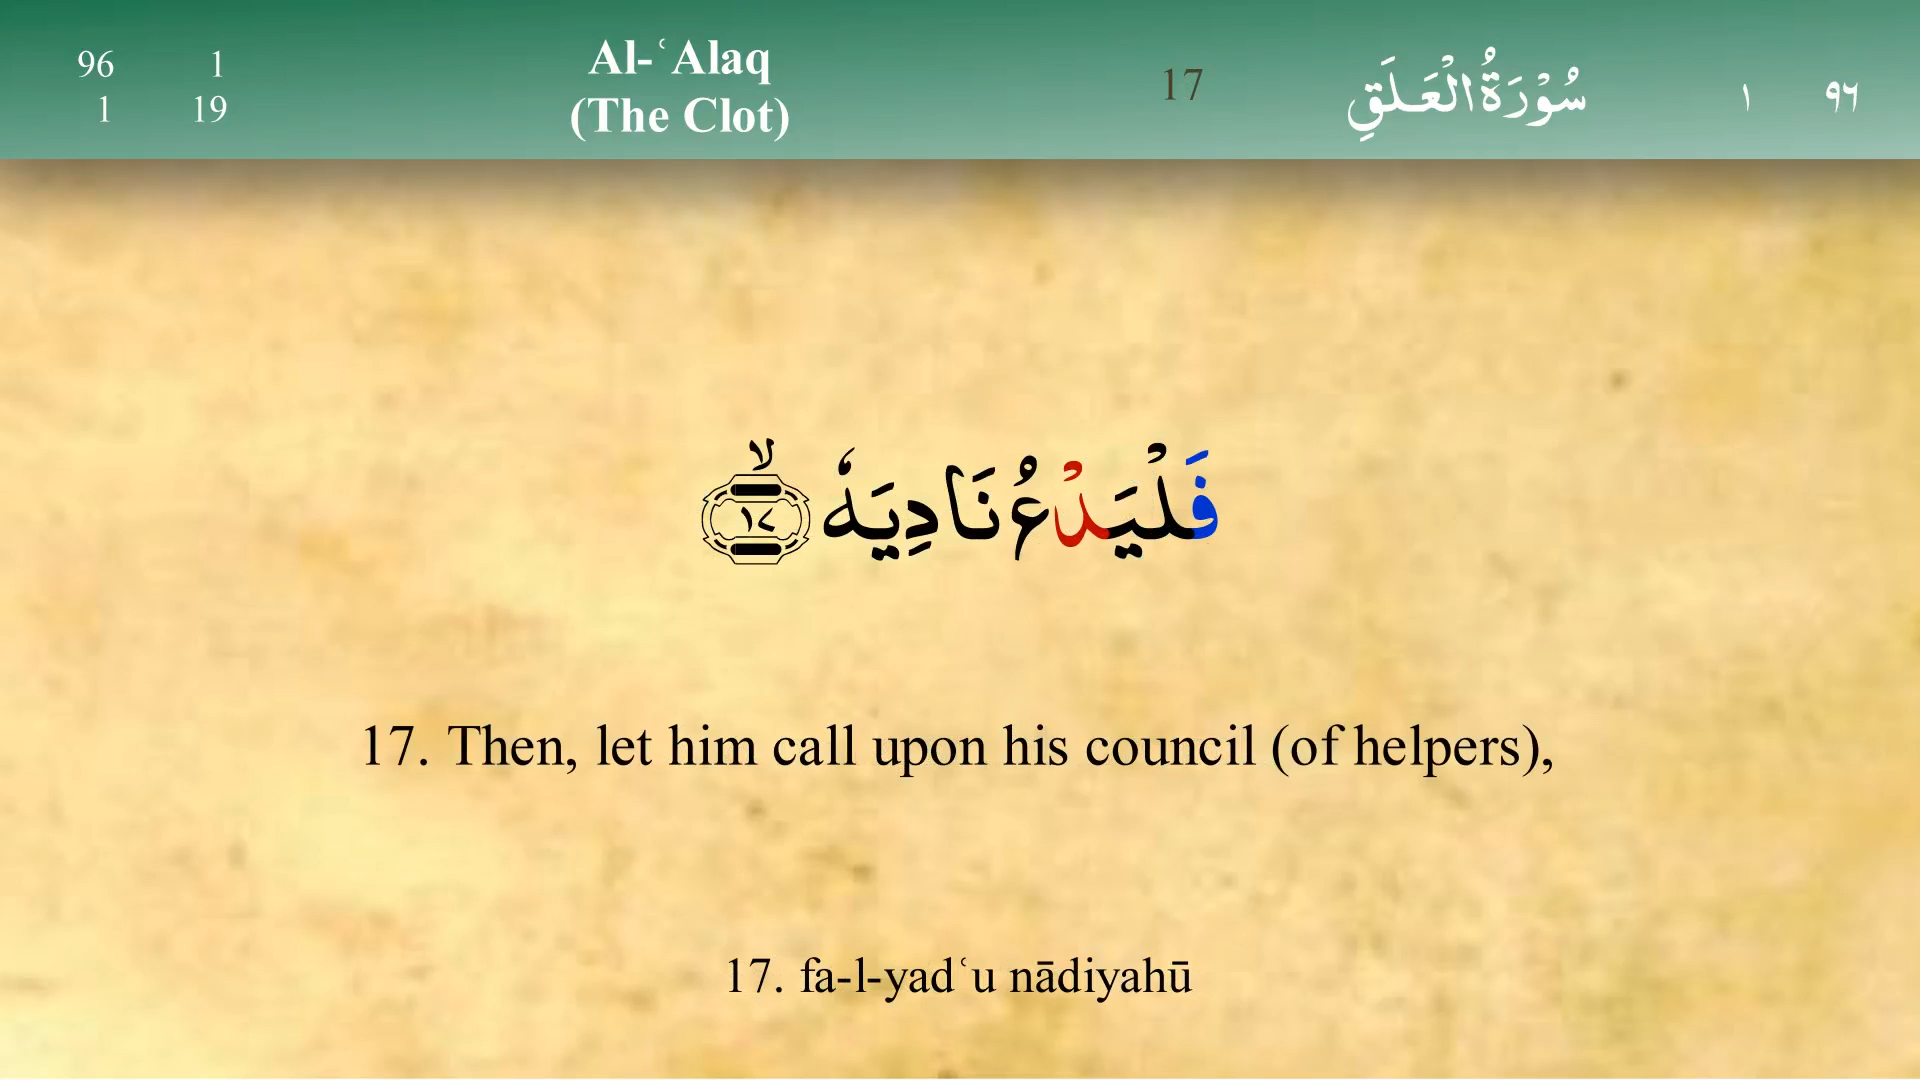 96 1
1 19
Al-ʿAlaq
(The Clot)
17
سُوْرَةُ الْعَلَقِ
١ ٩٦
فَلْيَدْعُ نَادِيَهٗ ۙ ١٧
17. Then, let him call upon his council (of helpers),
17. fa-l-yadʿu nādiyahū